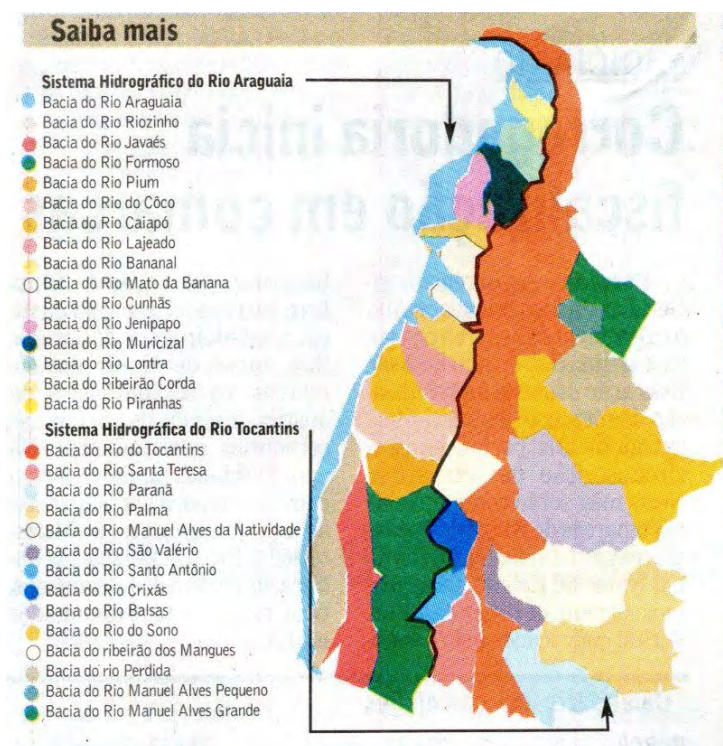 Saiba mais
Sistema Hidrográfico do Rio Araguaia
Bacia do Rio Araguaia
Bacia do Rio Riozinho
Bacia do Rio Javaés
Bacia do Rio Formoso
Bacia do Rio Pium
Bacia do Rio do Côco
Bacia do Rio Caiapó
Bacia do Rio Lajeado
Bacia do Rio Bananal
Bacia do Rio Mato da Banana
Bacia do Rio Cunhãs
Bacia do Rio Jenipapo
Bacia do Rio Muricizal
Bacia do Rio Lontra
Bacia do Ribeirão Corda
Bacia do Rio Piranhas
Sistema Hidrográfica do Rio Tocantins
Bacia do Rio do Tocantins
Bacia do Rio Santa Teresa
Bacia do Rio Paranã
Bacia do Rio Palma
Bacia do Rio Manuel Alves da Natividade
Bacia do Rio São Valério
Bacia do Rio Santo Antônio
Bacia do Rio Crixás
Bacia do Rio Balsas
Bacia do Rio do Sono
Bacia do ribeirão dos Mangues
Bacia do rio Perdida
Bacia do Rio Manuel Alves Pequeno
Bacia do Rio Manuel Alves Grande